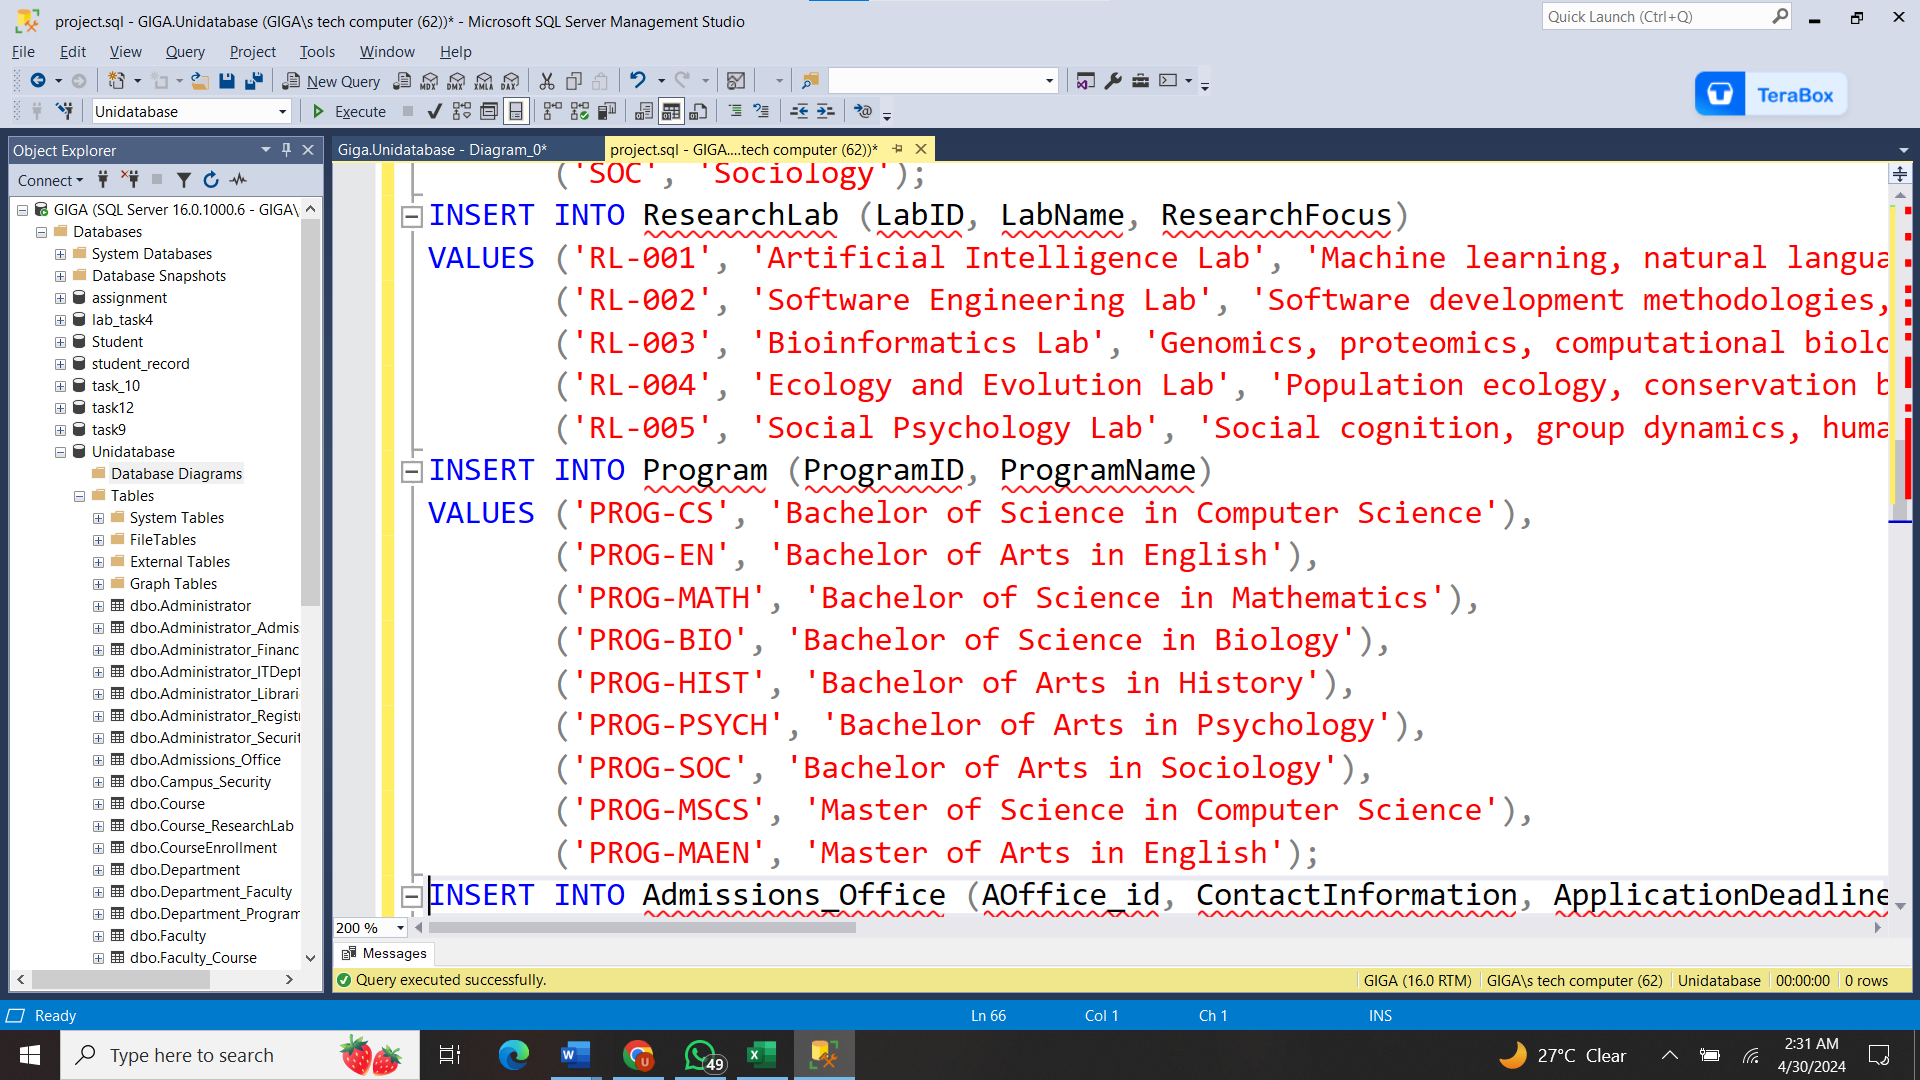 project.sql - GIGA.Unidatabase (GIGA\s tech computer (62))* - Microsoft SQL Server Management Studio
Quick Launch (Ctrl+Q)
File Edit View Query Project Tools Window Help
New Query MDX DMX XMLA DAX
TeraBox
Unidatabase Execute
Object Explorer
Giga.Unidatabase - Diagram_0*
project.sql - GIGA....tech computer (62))*
Connect
GIGA (SQL Server 16.0.1000.6 - GIGA\
Databases
System Databases
Database Snapshots
assignment
lab_task4
Student
student_record
task_10
task12
task9
Unidatabase
Database Diagrams
Tables
System Tables
FileTables
External Tables
Graph Tables
dbo.Administrator
dbo.Administrator_Admis
dbo.Administrator_Financ
dbo.Administrator_ITDept
dbo.Administrator_Librari
dbo.Administrator_Registr
dbo.Administrator_Securit
dbo.Admissions_Office
dbo.Campus_Security
dbo.Course
dbo.Course_ResearchLab
dbo.CourseEnrollment
dbo.Department
dbo.Department_Faculty
dbo.Department_Program
dbo.Faculty
dbo.Faculty_Course
('SOC', 'Sociology');
INSERT INTO ResearchLab (LabID, LabName, ResearchFocus)
VALUES ('RL-001', 'Artificial Intelligence Lab', 'Machine learning, natural langua
('RL-002', 'Software Engineering Lab', 'Software development methodologies,
('RL-003', 'Bioinformatics Lab', 'Genomics, proteomics, computational biolo
('RL-004', 'Ecology and Evolution Lab', 'Population ecology, conservation b
('RL-005', 'Social Psychology Lab', 'Social cognition, group dynamics, huma
INSERT INTO Program (ProgramID, ProgramName)
VALUES ('PROG-CS', 'Bachelor of Science in Computer Science'),
('PROG-EN', 'Bachelor of Arts in English'),
('PROG-MATH', 'Bachelor of Science in Mathematics'),
('PROG-BIO', 'Bachelor of Science in Biology'),
('PROG-HIST', 'Bachelor of Arts in History'),
('PROG-PSYCH', 'Bachelor of Arts in Psychology'),
('PROG-SOC', 'Bachelor of Arts in Sociology'),
('PROG-MSCS', 'Master of Science in Computer Science'),
('PROG-MAEN', 'Master of Arts in English');
INSERT INTO Admissions_Office (AOffice_id, ContactInformation, ApplicationDeadline
200 %
Messages
Query executed successfully.
GIGA (16.0 RTM) GIGA\s tech computer (62) Unidatabase 00:00:00 0 rows
Ready Ln 66 Col 1 Ch 1 INS
Type here to search
49
27°C Clear
2:31 AM
4/30/2024